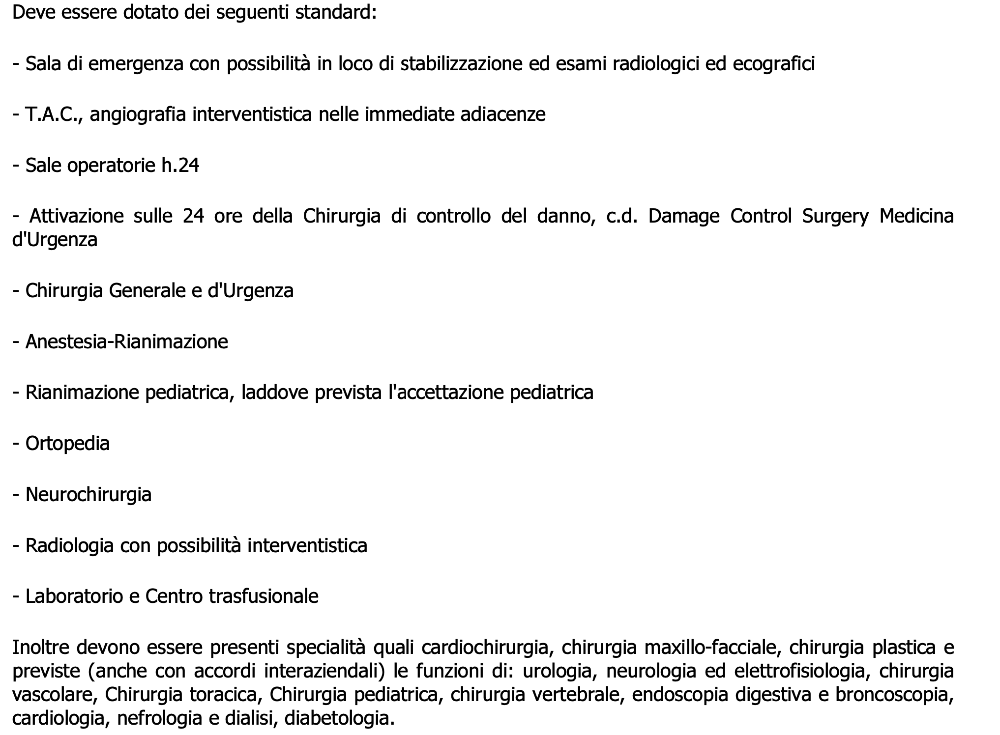 Deve essere dotato dei seguenti standard:
- Sala di emergenza con possibilità in loco di stabilizzazione ed esami radiologici ed ecografici
- T.A.C., angiografia interventistica nelle immediate adiacenze
- Sale operatorie h.24
- Attivazione sulle 24 ore della Chirurgia di controllo del danno, c.d. Damage Control Surgery Medicina
d'Urgenza
- Chirurgia Generale e d'Urgenza
- Anestesia-Rianimazione
- Rianimazione pediatrica, laddove prevista l'accettazione pediatrica
- Ortopedia
- Neurochirurgia
- Radiologia con possibilità interventistica
- Laboratorio e Centro trasfusionale
Inoltre devono essere presenti specialità quali cardiochirurgia, chirurgia maxillo-facciale, chirurgia plastica e
previste (anche con accordi interaziendali) le funzioni di: urologia, neurologia ed elettrofisiologia, chirurgia
vascolare, Chirurgia toracica, Chirurgia pediatrica, chirurgia vertebrale, endoscopia digestiva e broncoscopia,
cardiologia, nefrologia e dialisi, diabetologia.